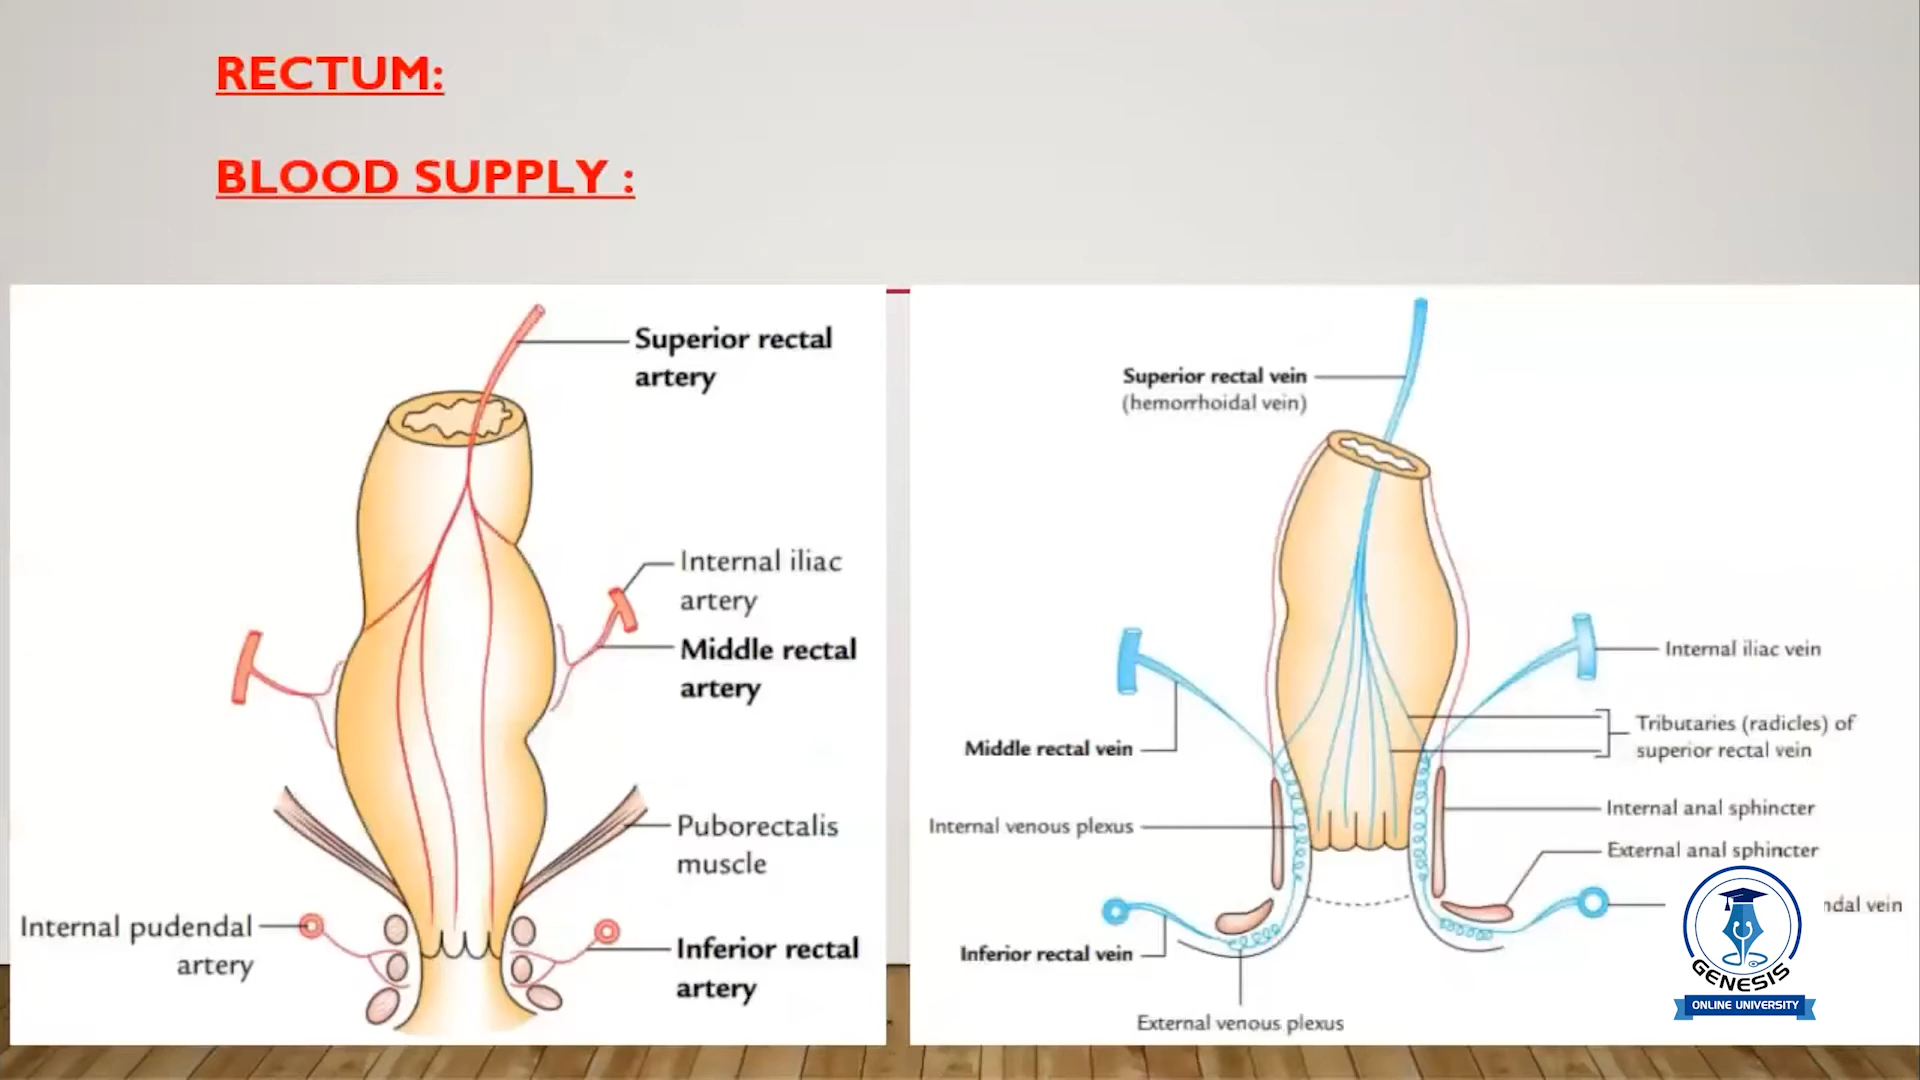 RECTUM:
BLOOD SUPPLY :
Superior rectal
artery
Internal iliac
artery
Middle rectal
artery
Puborectalis
muscle
Internal pudendal
artery
Inferior rectal
artery
Superior rectal vein
(hemorrhoidal vein)
Internal iliac vein
Tributaries (radicles) of
superior rectal vein
Middle rectal vein
Internal anal sphincter
Internal venous plexus
External anal sphincter
vein
Inferior rectal vein
External venous plexus
GENESIS
ONLINE UNIVERSITY